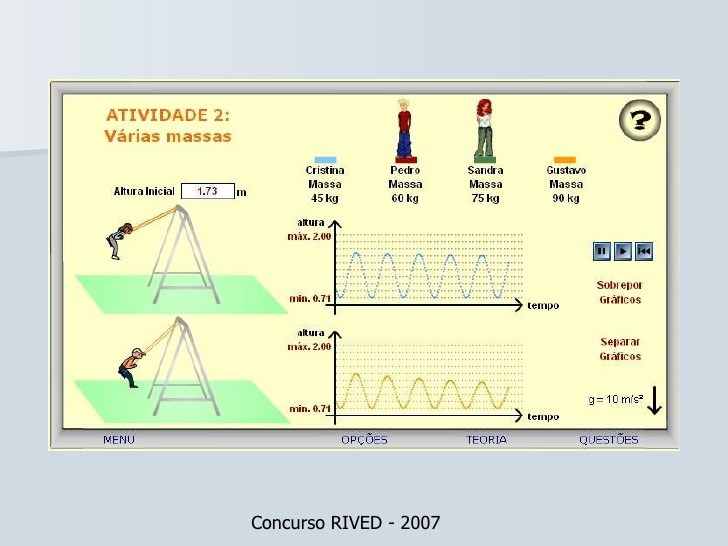 ATIVIDADE 2:
Várias massas
?
Cristina
Massa
45 kg
Pedro
Massa
60 kg
Sandra
Massa
75 kg
Gustavo
Massa
90 kg
Altura Inicial 1.73 m
altura
máx. 2.00
min. 0.71
tempo
altura
máx. 2.00
min. 0.71
tempo
Sobrepor
Gráficos
Separar
Gráficos
g = 10 m/s²
MENU OPÇÕES TEORIA QUESTÕES
Concurso RIVED - 2007